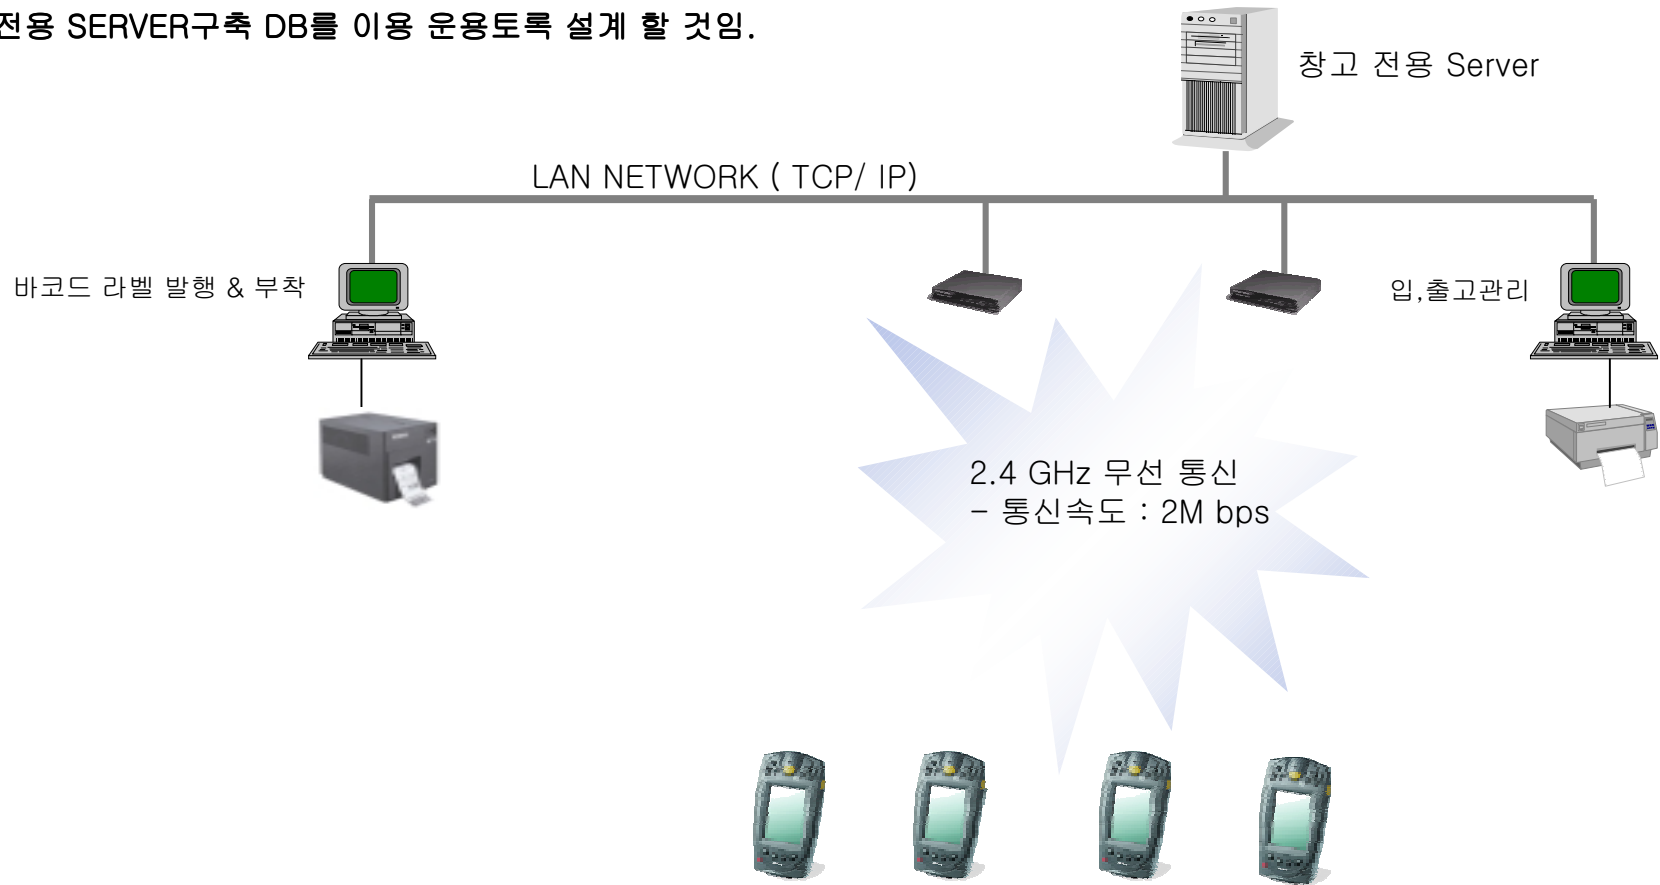 전용 SERVER구축 DB를 이용 운용토록 설계 할 것임.
창고 전용 Server
LAN NETWORK ( TCP/ IP)
바코드 라벨 발행 & 부착
입,출고관리
2.4 GHz 무선 통신
- 통신속도 : 2M bps